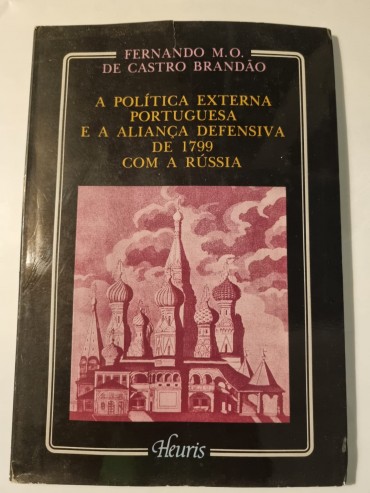 FERNANDO M.O.
DE CASTRO BRANDÃO
A POLÍTICA EXTERNA
PORTUGUESA
E A ALIANÇA DEFENSIVA
DE 1799
COM A RÚSSIA
Heuris